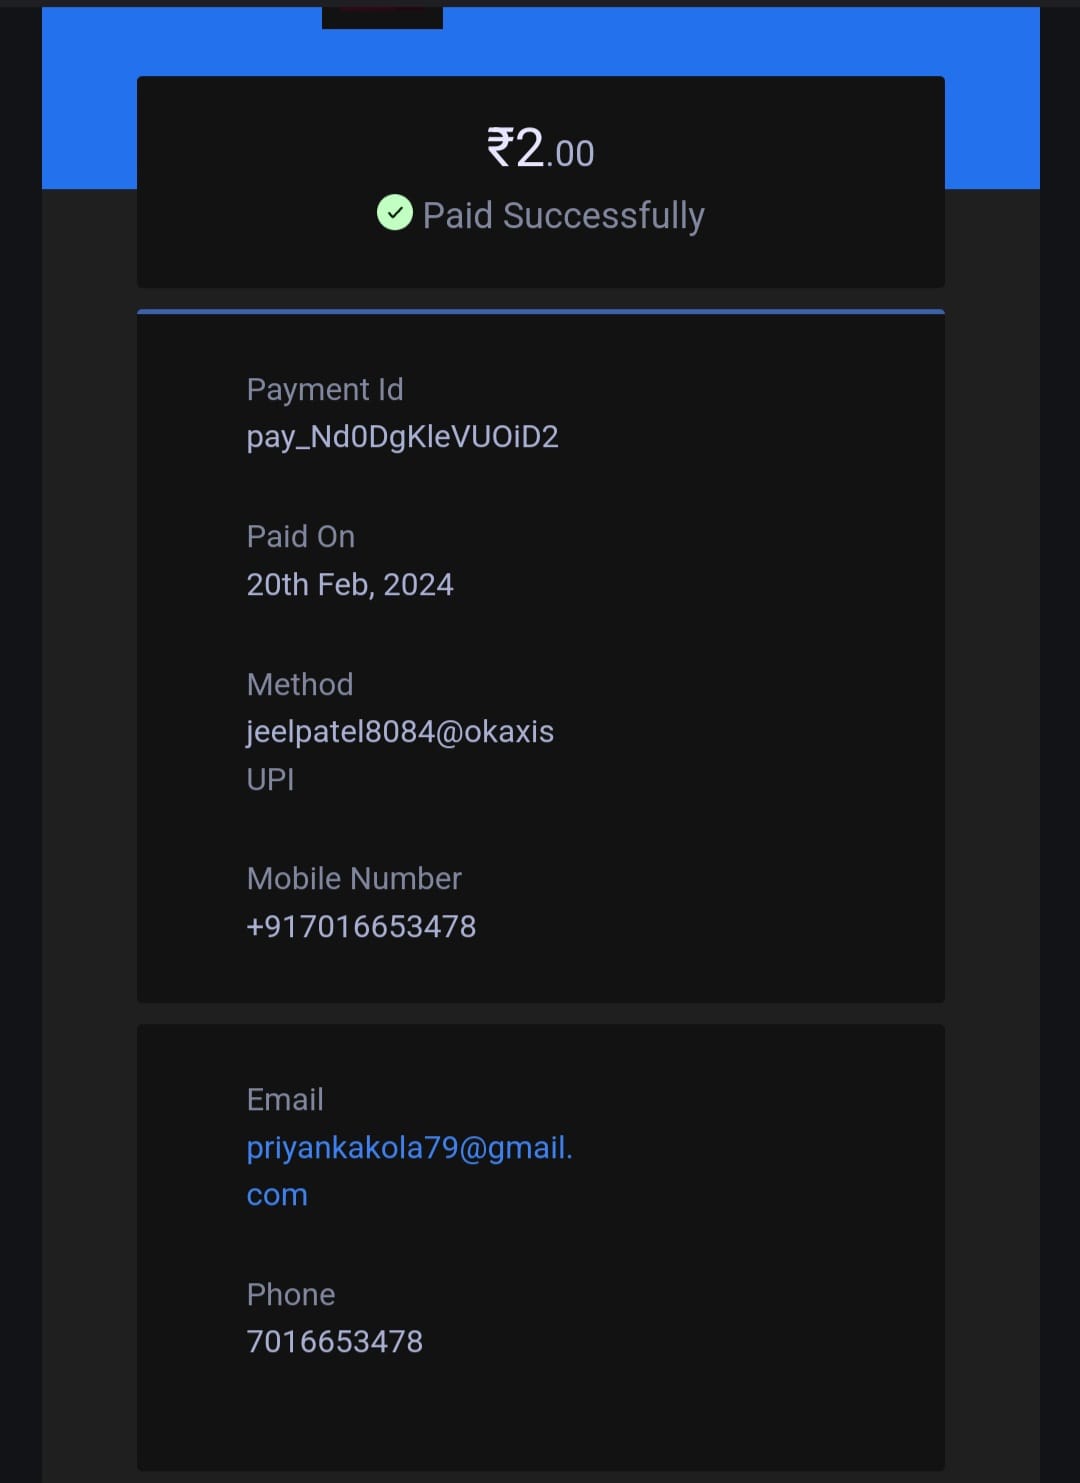 ₹2.00
Paid Successfully
Payment Id
pay_Nd0DgKleVUOiD2
Paid On
20th Feb, 2024
Method
jeelpatel8084@okaxis
UPI
Mobile Number
+917016653478
Email
priyankakola79@gmail.
com
Phone
7016653478